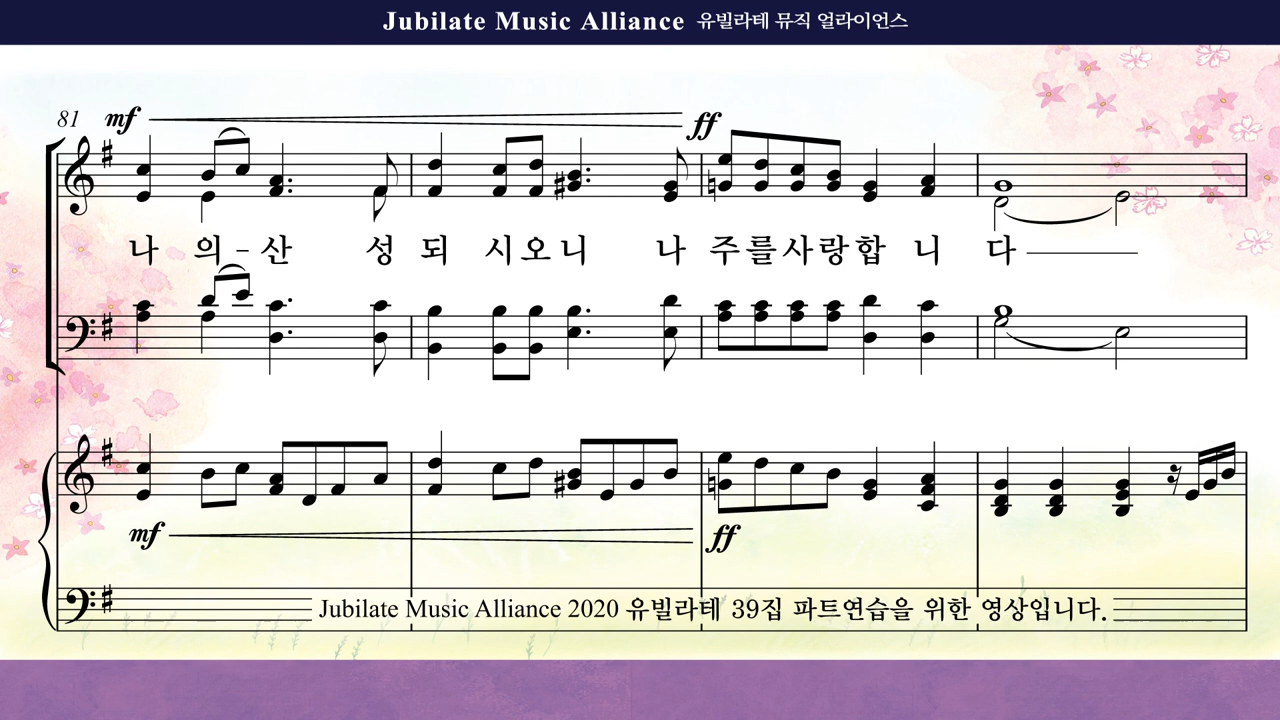 Jubilate Music Alliance 유빌라테 뮤직 얼라이언스
81 mf ff
나 의 - 산 성 되 시 오 니 나 주 를 사 랑 합 니 다
mf ff
Jubilate Music Alliance 2020 유빌라테 39집 파트연습을 위한 영상입니다.